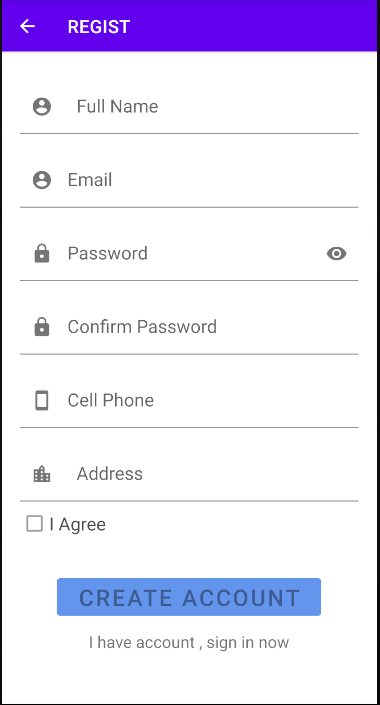 REGIST
Full Name
Email
Password
Confirm Password
Cell Phone
Address
I Agree
CREATE ACCOUNT
I have account , sign in now